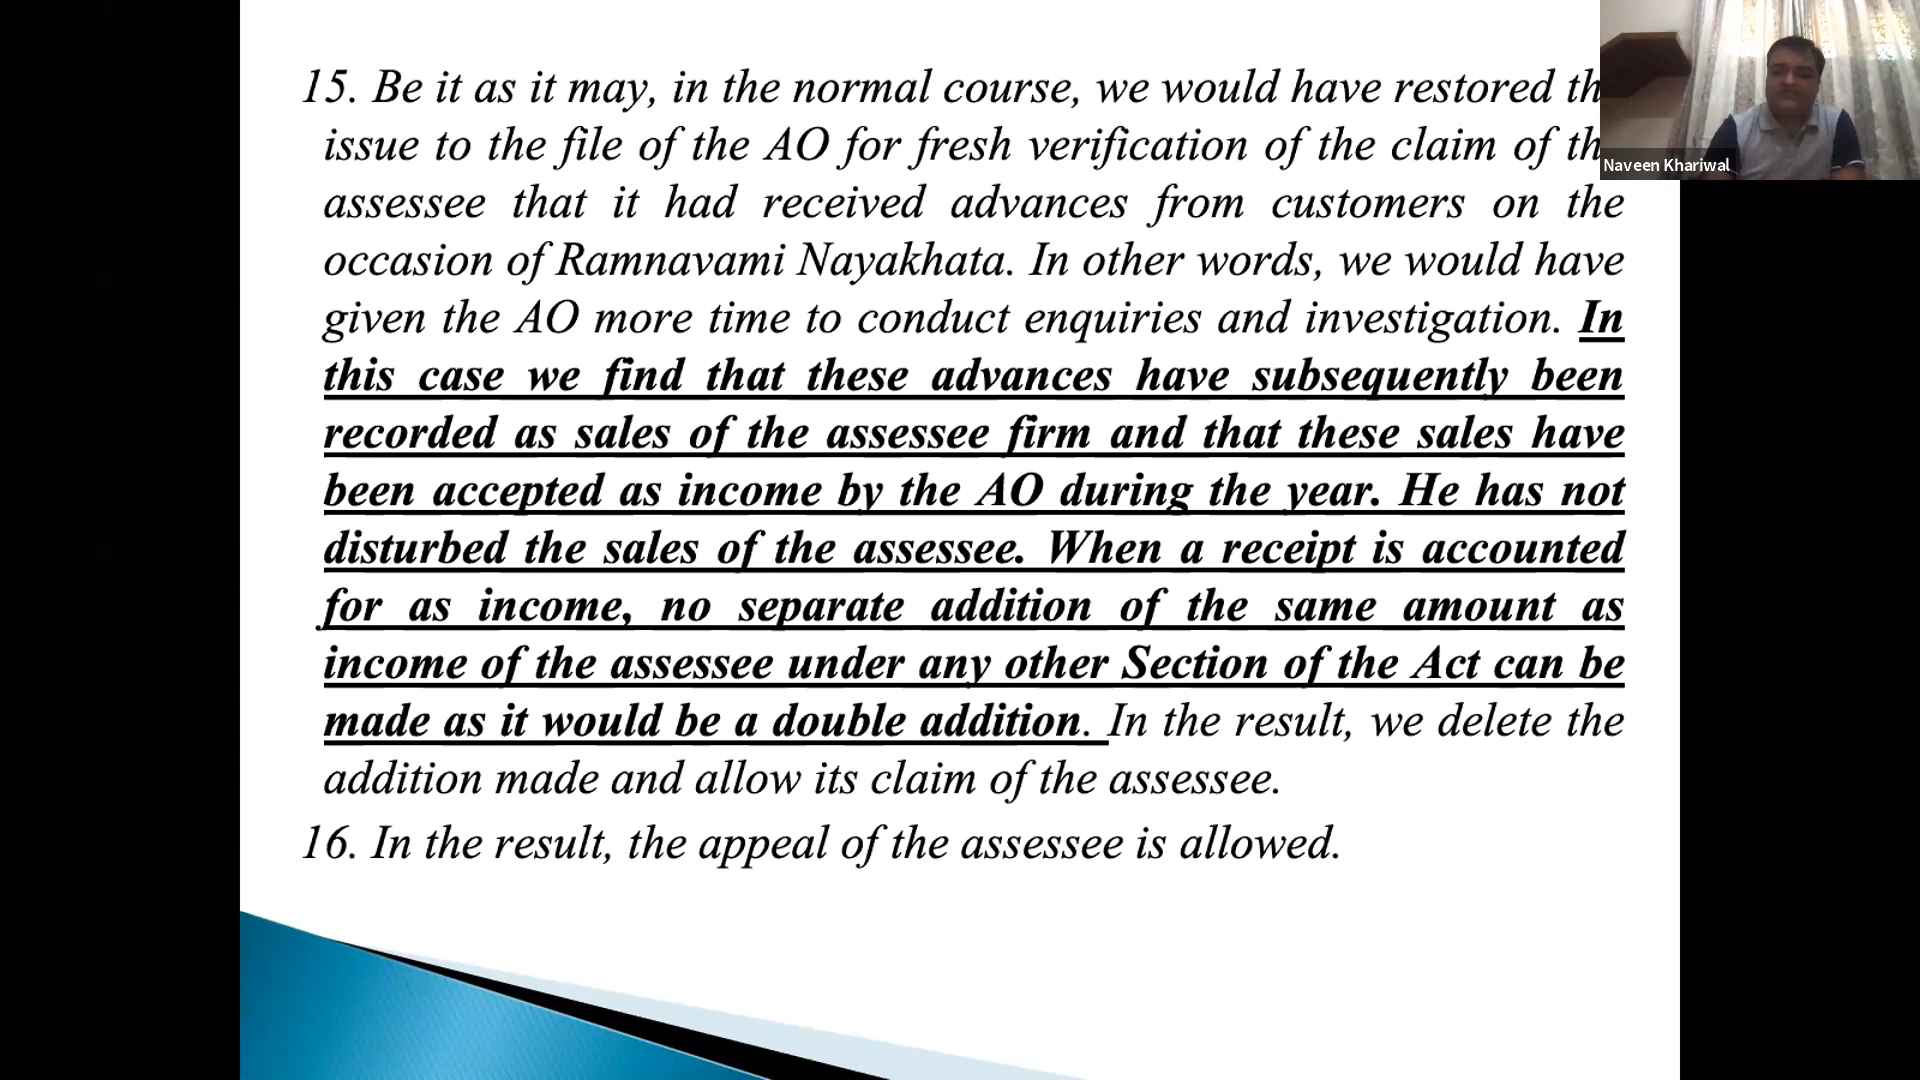 15. Be it as it may, in the normal course, we would have restored th
issue to the file of the AO for fresh verification of the claim of th
assessee that it had received advances from customers on the
occasion of Ramnavami Nayakhata. In other words, we would have
given the AO more time to conduct enquiries and investigation. In
this case we find that these advances have subsequently been
recorded as sales of the assessee firm and that these sales have
been accepted as income by the AO during the year. He has not
disturbed the sales of the assessee. When a receipt is accounted
for as income, no separate addition of the same amount as
income of the assessee under any other Section of the Act can be
made as it would be a double addition. In the result, we delete the
addition made and allow its claim of the assessee.
16. In the result, the appeal of the assessee is allowed.
Naveen Khariwal